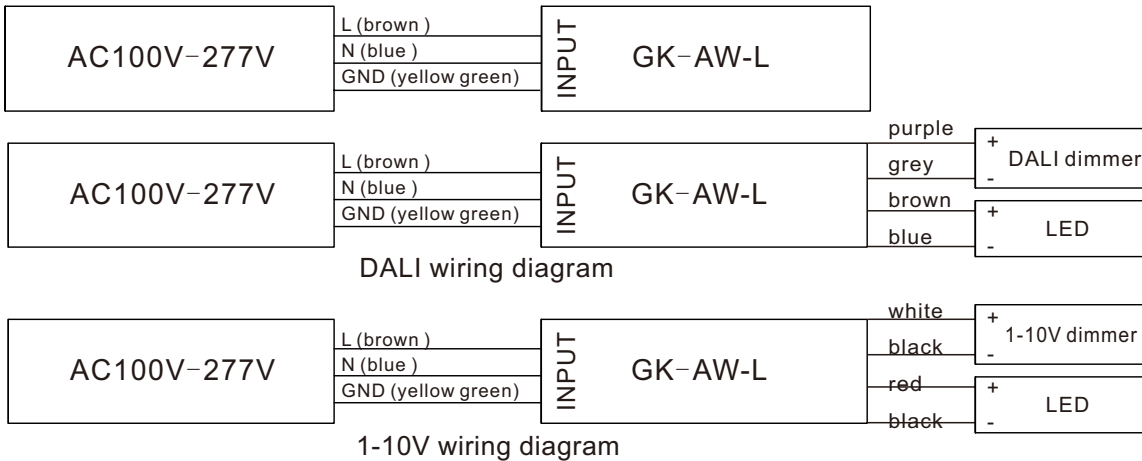 AC100V-277V
L (brown )
N (blue )
GND (yellow green)
INPUT
GK-AW-L
AC100V-277V
L (brown )
N (blue )
GND (yellow green)
INPUT
GK-AW-L
purple
grey
brown
blue
+
DALI dimmer
-
+
LED
-
DALI wiring diagram
AC100V-277V
L (brown )
N (blue )
GND (yellow green)
INPUT
GK-AW-L
white
black
red
black
+
1-10V dimmer
-
+
LED
-
1-10V wiring diagram